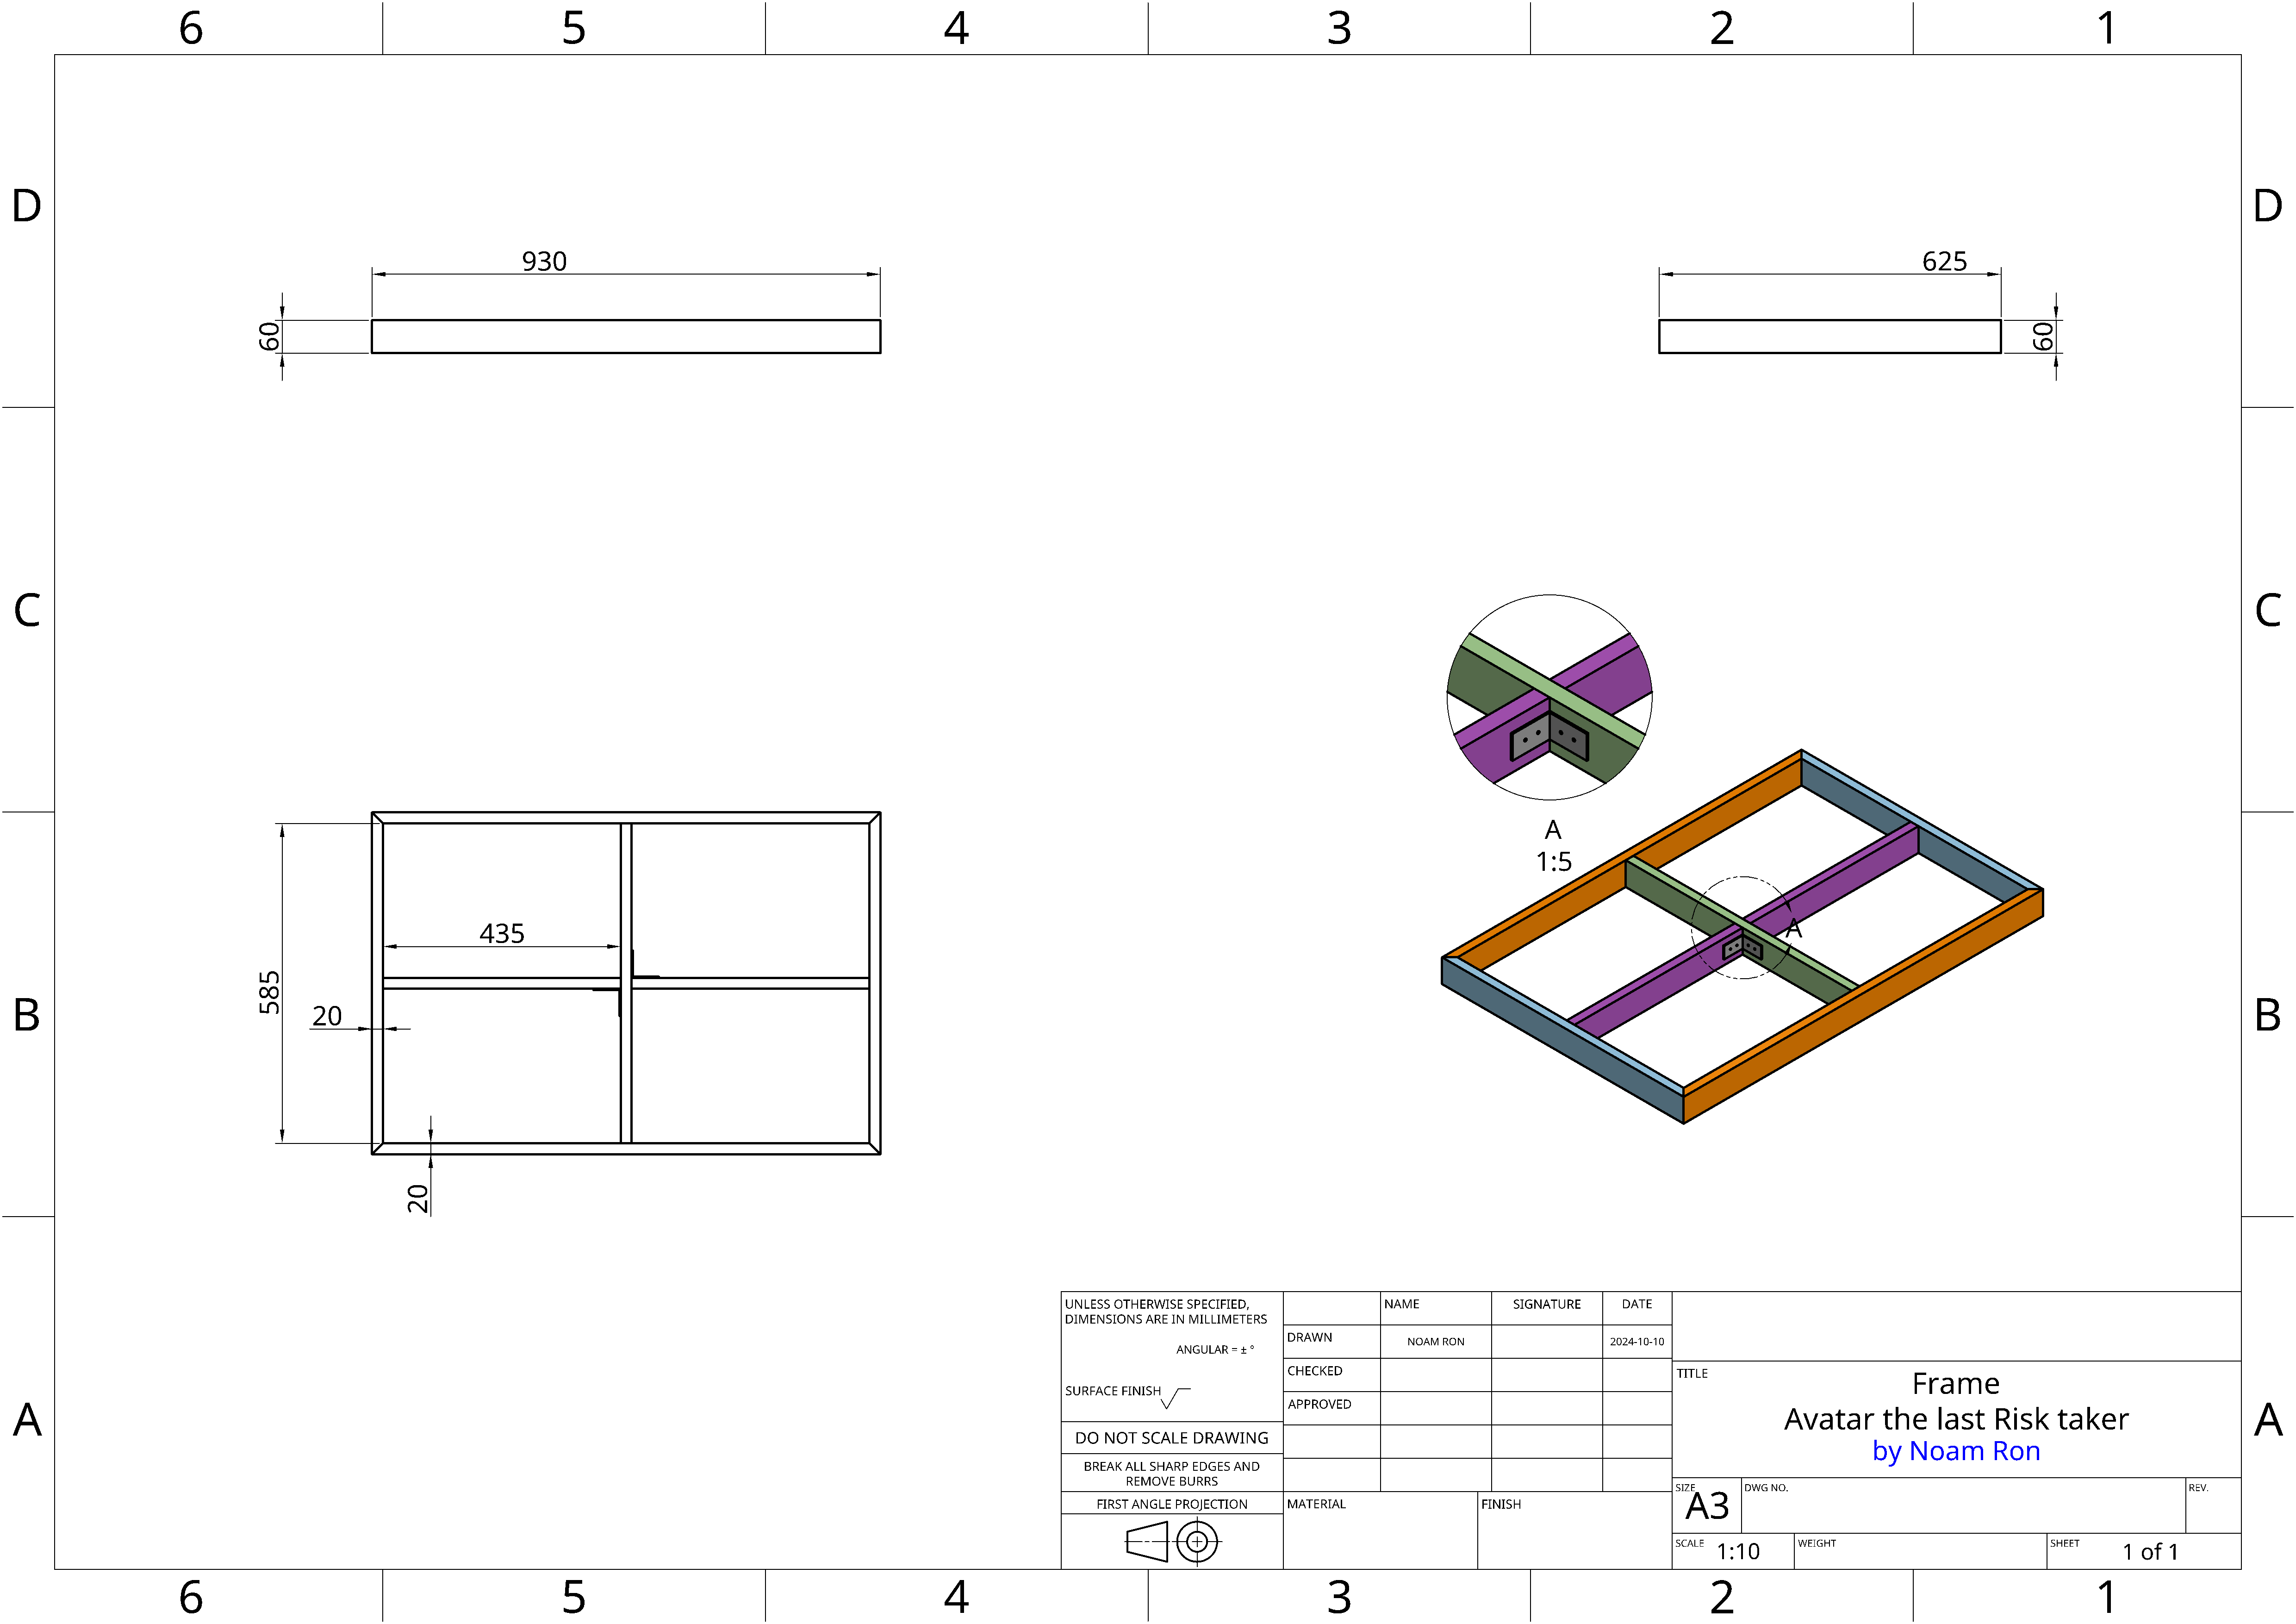 6 5 4 3 2 1
D D
930
60
625
60
C C
A
1:5
A
435
585
20
20
B B
A A
UNLESS OTHERWISE SPECIFIED,
DIMENSIONS ARE IN MILLIMETERS
ANGULAR = ± °
SURFACE FINISH
DO NOT SCALE DRAWING
BREAK ALL SHARP EDGES AND
REMOVE BURRS
FIRST ANGLE PROJECTION
NAME SIGNATURE DATE
DRAWN NOAM RON 2024-10-10
CHECKED
APPROVED
MATERIAL FINISH
TITLE
Frame
Avatar the last Risk taker
by Noam Ron
SIZE A3 DWG NO. REV.
SCALE 1:10 WEIGHT SHEET 1 of 1
6 5 4 3 2 1